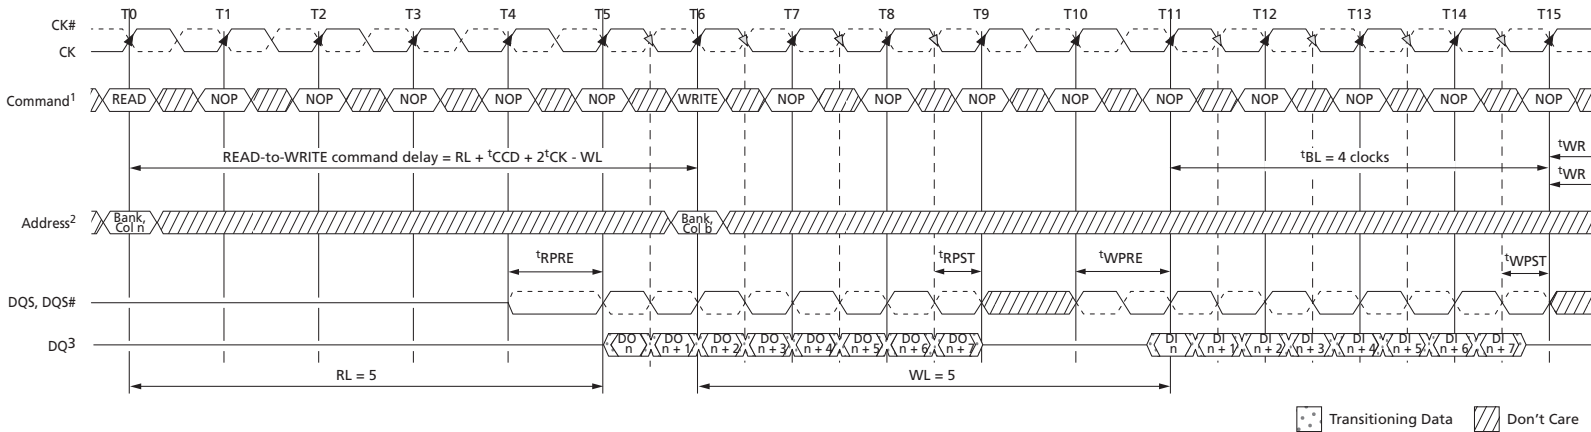 T0 T1 T2 T3 T4 T5 T6 T7 T8 T9 T10 T11 T12 T13 T14 T15
CK#
CK
Command1 READ NOP NOP NOP NOP NOP WRITE NOP NOP NOP NOP NOP NOP NOP NOP NOP
READ-to-WRITE command delay = RL + tCCD + 2tCK - WL
tBL = 4 clocks
tWR
tWR
Address2
Bank, Col n
Bank, Col b
tRPRE tRPST tWPRE tWPST
DQS, DQS#
DQ3
DO n DO n + 1 DO n + 2 DO n + 3 DO n + 4 DO n + 5 DO n + 6 DO n + 7 DI n DI n + 1 DI n + 2 DI n + 3 DI n + 4 DI n + 5 DI n + 6 DI n + 7
RL = 5 WL = 5
Transitioning Data Don't Care